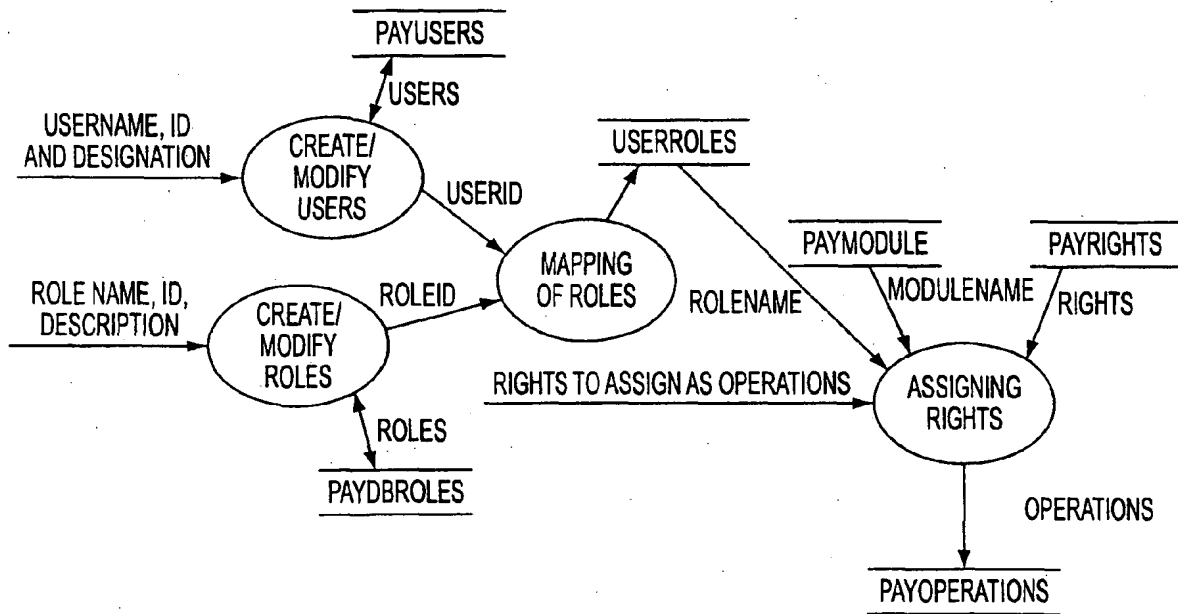 PAYUSERS
USERS
USERNAME, ID
AND DESIGNATION
CREATE/
MODIFY
USERS
USERROLES
USERID
PAYMODULE
PAYRIGHTS
MAPPING
OF ROLES
ROLE NAME, ID,
DESCRIPTION
ROLEID
CREATE/
MODIFY
ROLES
ROLENAME
MODULENAME
RIGHTS
RIGHTS TO ASSIGN AS OPERATIONS
ASSIGNING
RIGHTS
ROLES
PAYDBROLES
OPERATIONS
PAYOPERATIONS